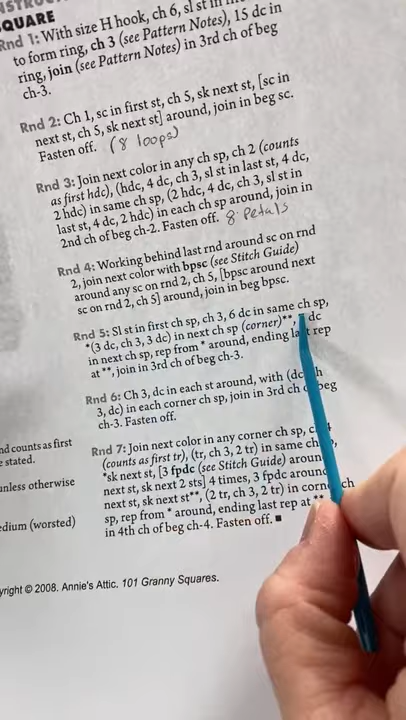 SQUARE
Rnd 1: With size H hook, ch 6, sl st in
to form ring, ch 3 (see Pattern Notes), 15 dc in
ring, join (see Pattern Notes) in 3rd ch of beg
ch-3.
Rnd 2: Ch 1, sc in first st, ch 5, sk next st, [sc in
next st, ch 5, sk next st] around, join in beg sc.
Fasten off. (8 loops)
Rnd 3: Join next color in any ch sp, ch 2 (counts
as first hdc), (hdc, 4 dc, ch 3, sl st in last st, 4 dc,
2 hdc) in same ch sp, (2 hdc, 4 dc, ch 3, sl st in
last st, 4 dc, 2 hdc) in each ch sp around, join in
2nd ch of beg ch-2. Fasten off. 8 petals
Rnd 4: Working behind last rnd around sc on rnd
2, join next color with bpsc (see Stitch Guide)
around any sc on rnd 2, ch 5, [bpsc around next
sc on rnd 2, ch 5] around, join in beg bpsc.
Rnd 5: Sl st in first ch sp, ch 3, 6 dc in same ch sp,
*(3 dc, ch 3, 3 dc) in next ch sp (corner)**, dc
in next ch sp, rep from * around, ending last rep
at **, join in 3rd ch of beg ch-3.
Rnd 6: Ch 3, dc in each st around, with (dc, ch
3, dc) in each corner ch sp, join in 3rd ch of beg
ch-3. Fasten off.
Rnd 7: Join next color in any corner ch sp, ch 4
(counts as first tr), (tr, ch 3, 2 tr) in same ch sp,
*sk next st, [3 fpdc (see Stitch Guide) around
next st, sk next 2 sts] 4 times, 3 fpdc around
next st, sk next st**, (2 tr, ch 3, 2 tr) in corner ch
sp, rep from * around, ending last rep at **, join
in 4th ch of beg ch-4. Fasten off. ■
nd counts as first
e stated.
unless otherwise
edium (worsted)
yright © 2008. Annie's Attic. 101 Granny Squares.